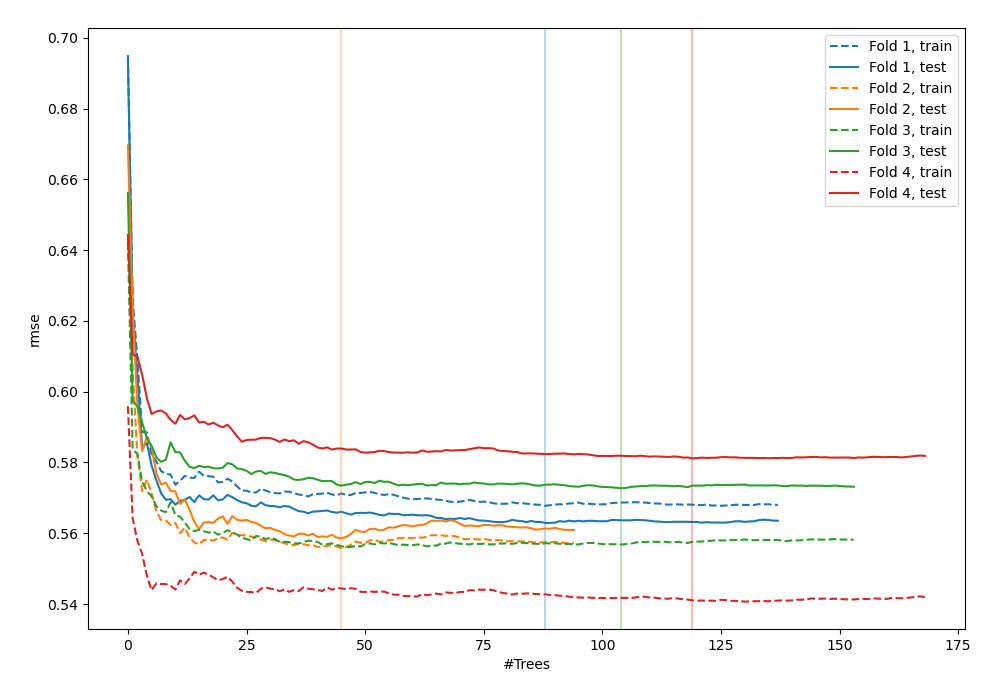 0.70
0.68
0.66
0.64
0.62
0.60
0.58
0.56
0.54
rmse
0
25
50
75
100
125
150
175
#Trees
Fold 1, train
Fold 1, test
Fold 2, train
Fold 2, test
Fold 3, train
Fold 3, test
Fold 4, train
Fold 4, test